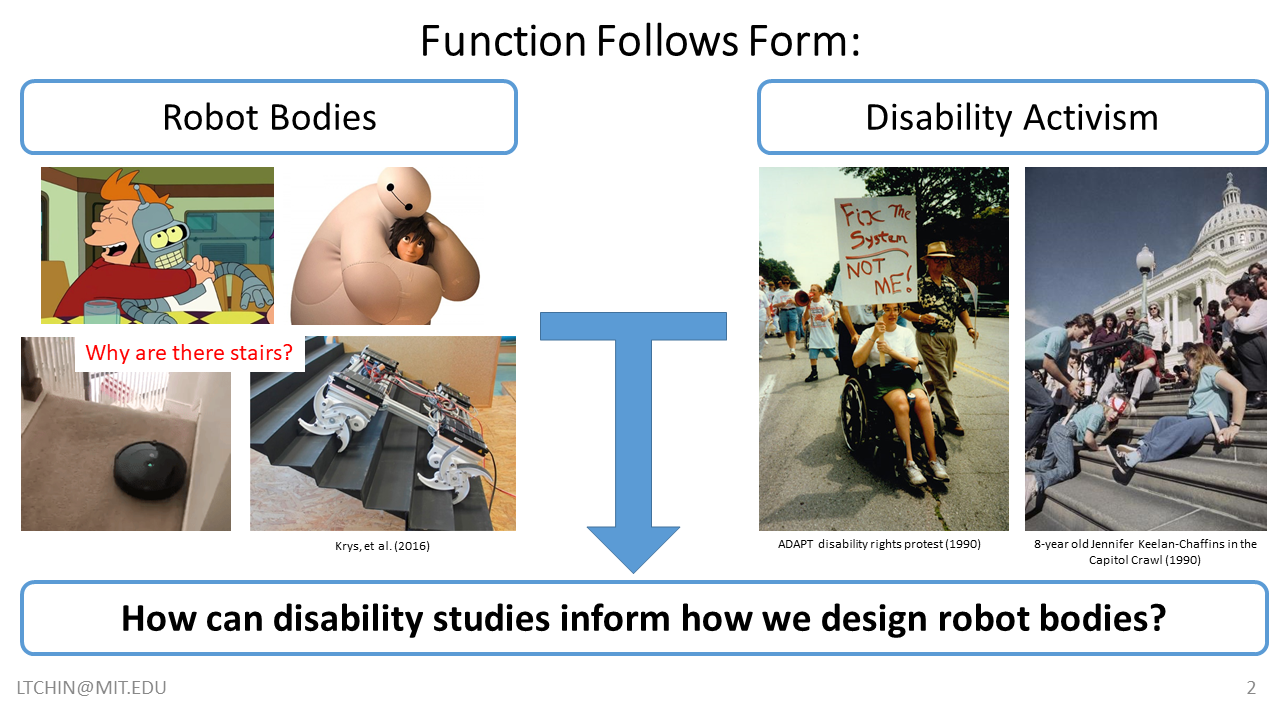 Function Follows Form:
Robot Bodies
Disability Activism
Why are there stairs?
Fix The
System
NOT
ME!
Krys, et al. (2016)
ADAPT disability rights protest (1990)
8-year old Jennifer Keelan-Chaffins in the
Capitol Crawl (1990)
How can disability studies inform how we design robot bodies?
LTCHIN@MIT.EDU
2